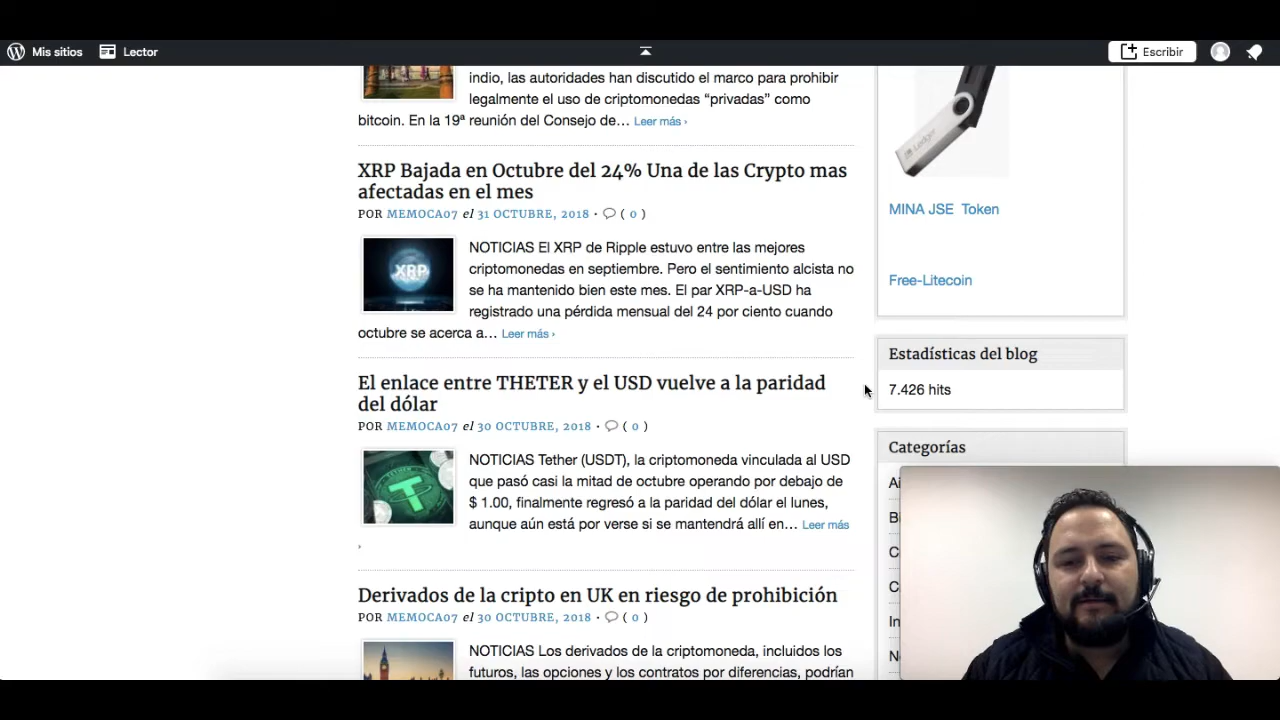 Mis sitios
Lector
Escribir
indio, las autoridades han discutido el marco para prohibir
legalmente el uso de criptomonedas “privadas” como
bitcoin. En la 19ª reunión del Consejo de… Leer más ›
XRP Bajada en Octubre del 24% Una de las Crypto mas
afectadas en el mes
POR MEMOCA07 el 31 OCTUBRE, 2018 • ( 0 )
XRP
NOTICIAS El XRP de Ripple estuvo entre las mejores
criptomonedas en septiembre. Pero el sentimiento alcista no
se ha mantenido bien este mes. El par XRP-a-USD ha
registrado una pérdida mensual del 24 por ciento cuando
octubre se acerca a… Leer más ›
El enlace entre THETER y el USD vuelve a la paridad
del dólar
POR MEMOCA07 el 30 OCTUBRE, 2018 • ( 0 )
NOTICIAS Tether (USDT), la criptomoneda vinculada al USD
que pasó casi la mitad de octubre operando por debajo de
$ 1.00, finalmente regresó a la paridad del dólar el lunes,
aunque aún está por verse si se mantendrá allí en… Leer más
›
Derivados de la cripto en UK en riesgo de prohibición
POR MEMOCA07 el 30 OCTUBRE, 2018 • ( 0 )
NOTICIAS Los derivados de la criptomoneda, incluidos los
futuros, las opciones y los contratos por diferencias, podrían
Ledger
MINA JSE Token
Free-Litecoin
Estadísticas del blog
7.426 hits
Categorías